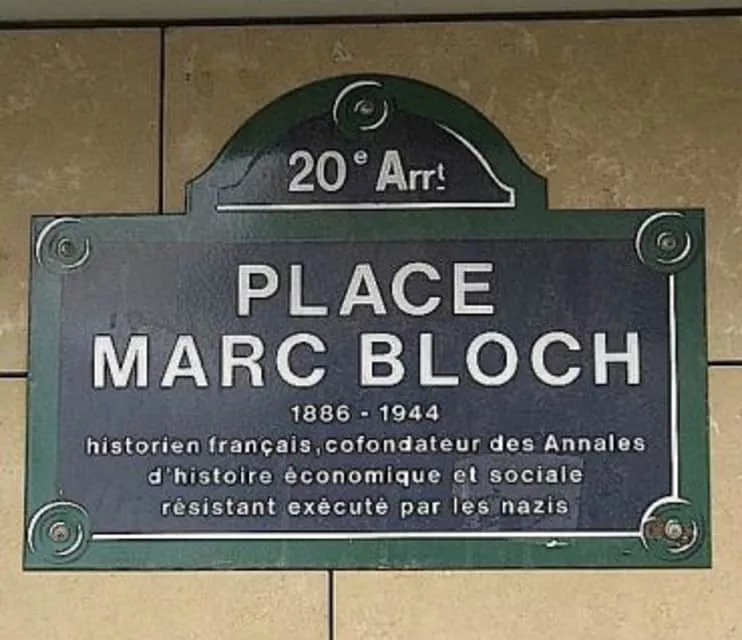 20e Arrt
PLACE
MARC BLOCH
1886 - 1944
historien français, cofondateur des Annales
d'histoire économique et sociale
résistant exécuté par les nazis